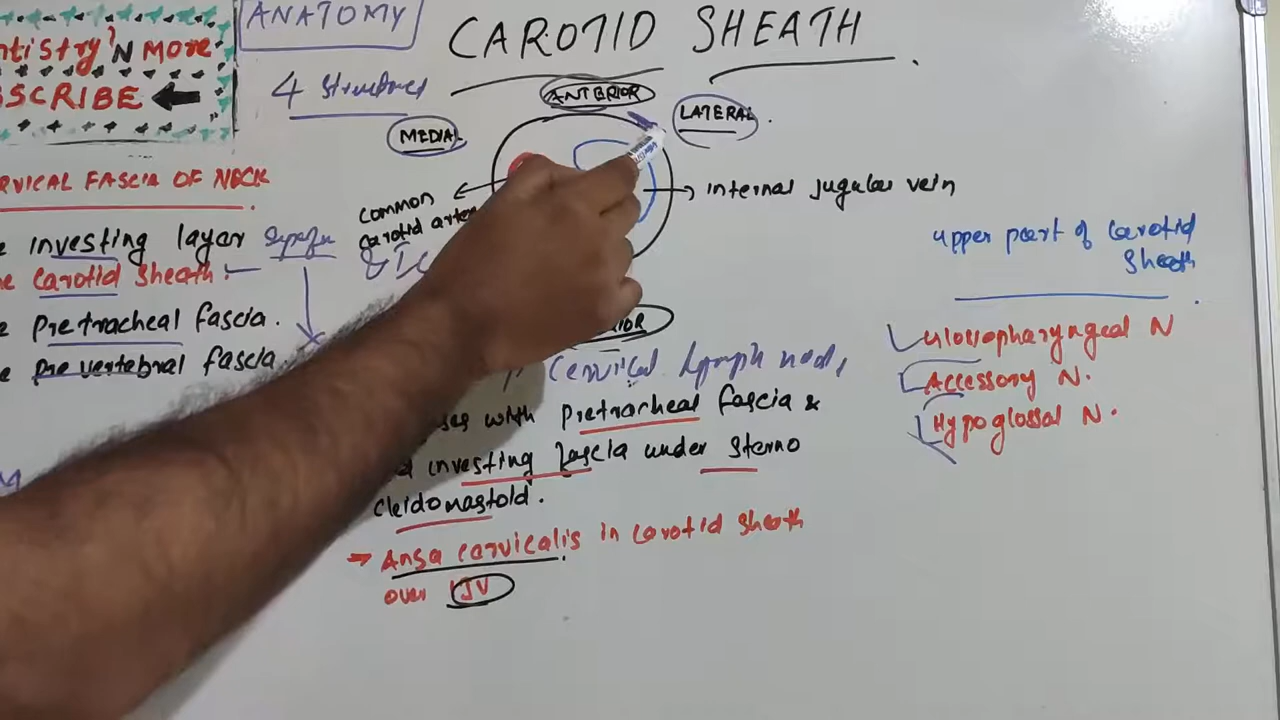 ANATOMY
CAROTID SHEATH
'N MORE
4 Structures
ANTERIOR
LATERAL
MEDIAL
RVICAL FASCIA OF NECK
common
internal jugular vein
carotid arter
investing layer
upper part of carotid
sheath
carotid sheath
Pretracheal fascia.
Glossopharyngeal N
Prevertebral fascia.
Cervical Lymph node,
Accessory N.
with Pretracheal fascia &
Hypoglossal N.
investing fascia under sterno
cleidomastoid.
→ Ansa cervicalis in carotid sheath
over IJV